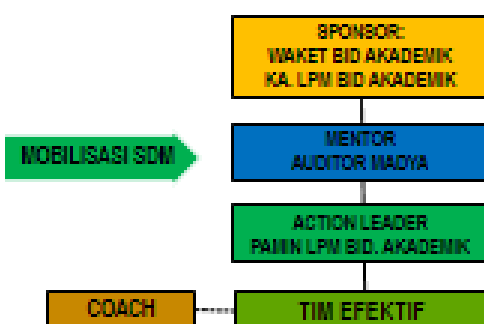 SPONSOR:
WAKET BID AKADEMIK
KA. LPM BID AKADEMIK
MOBILISASI SDM
MENTOR
AUDITOR MADYA
ACTION LEADER
PAMIN LPM BID. AKADEMIK
COACH
TIM EFEKTIF